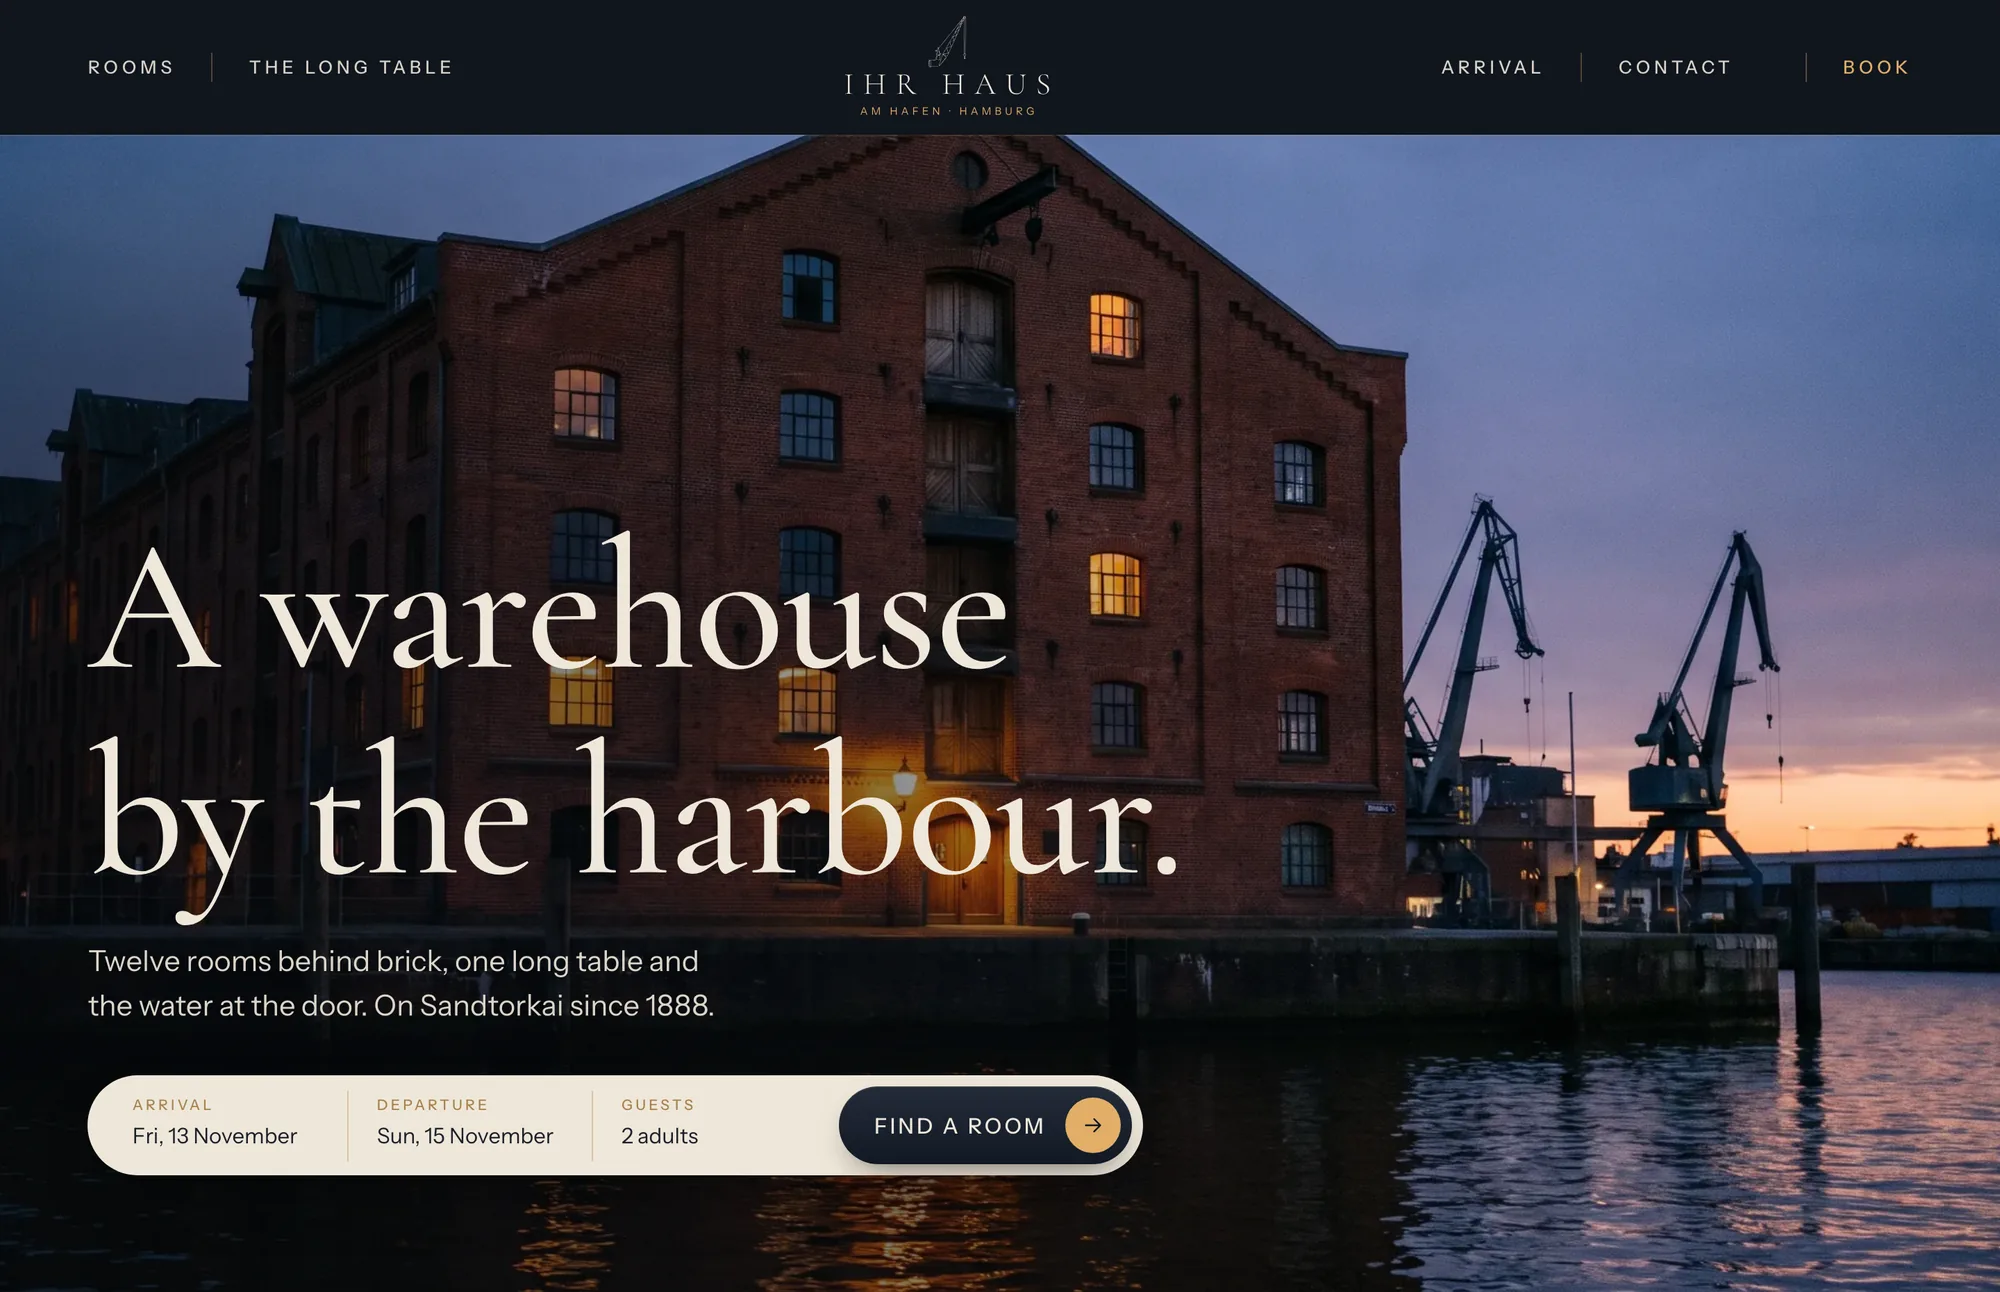 ROOMS
THE LONG TABLE
IHR HAUS
AM HAFEN · HAMBURG
ARRIVAL
CONTACT
BOOK
A warehouse
by the harbour.
Twelve rooms behind brick, one long table and
the water at the door. On Sandtorkai since 1888.
ARRIVAL
Fri, 13 November
DEPARTURE
Sun, 15 November
GUESTS
2 adults
FIND A ROOM